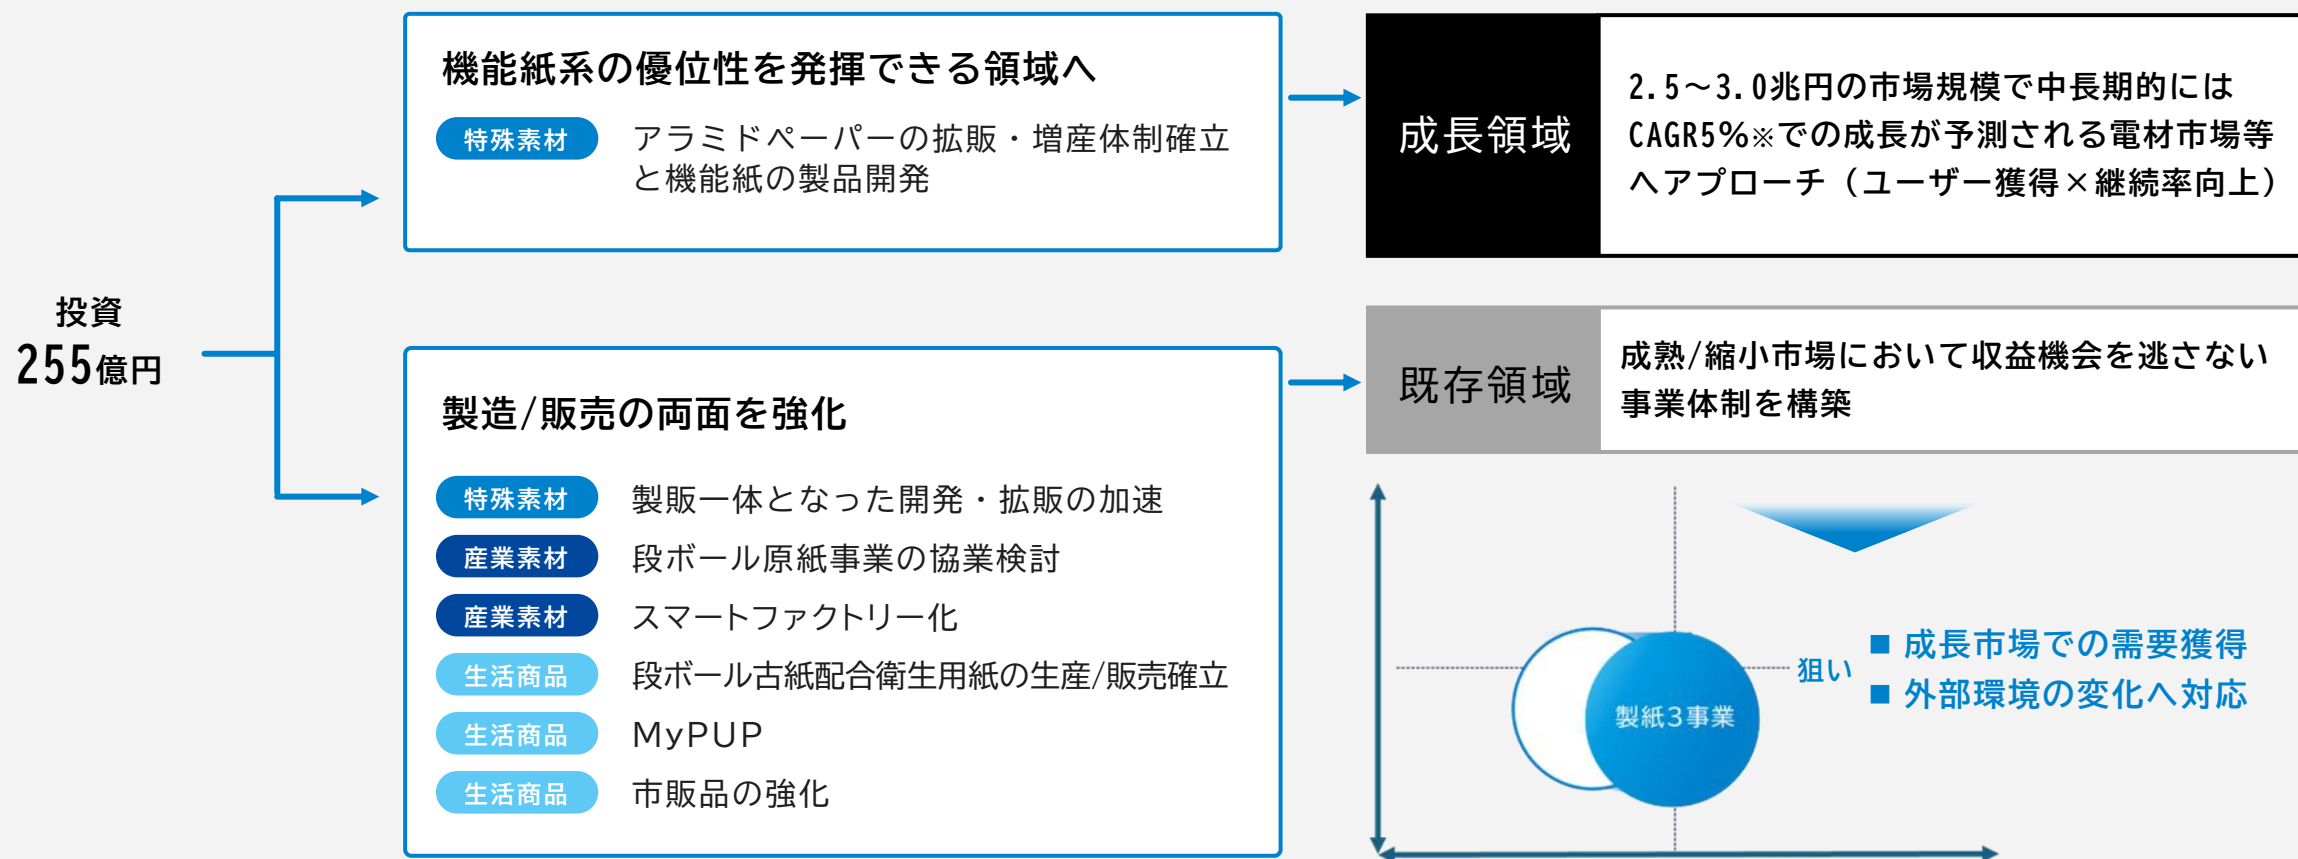 投資
255億円
機能紙系の優位性を発揮できる領域へ
特殊素材 アラミドペーパーの拡販・増産体制確立
と機能紙の製品開発
製造/販売の両面を強化
特殊素材 製販一体となった開発・拡販の加速
産業素材 段ボール原紙事業の協業検討
産業素材 スマートファクトリー化
生活商品 段ボール古紙配合衛生用紙の生産/販売確立
生活商品 MyPUP
生活商品 市販品の強化
成長領域
2.5～3.0兆円の市場規模で中長期的には
CAGR5%※での成長が予測される電材市場等
へアプローチ（ユーザー獲得×継続率向上）
既存領域
成熟/縮小市場において収益機会を逃さない
事業体制を構築
製紙3事業
狙い
■ 成長市場での需要獲得
■ 外部環境の変化へ対応